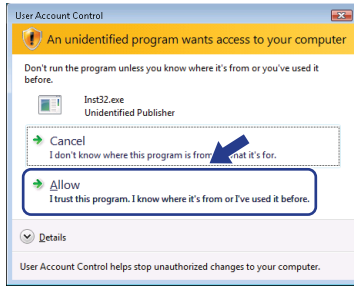 User Account Control
An unidentified program wants access to your computer
Don't run the program unless you know where it's from or you've used it
before.
Inst32.exe
Unidentified Publisher
Cancel
I don't know where this program is from hat it's for.
Allow
I trust this program. I know where it's from or I've used it before.
Details
User Account Control helps stop unauthorized changes to your computer.